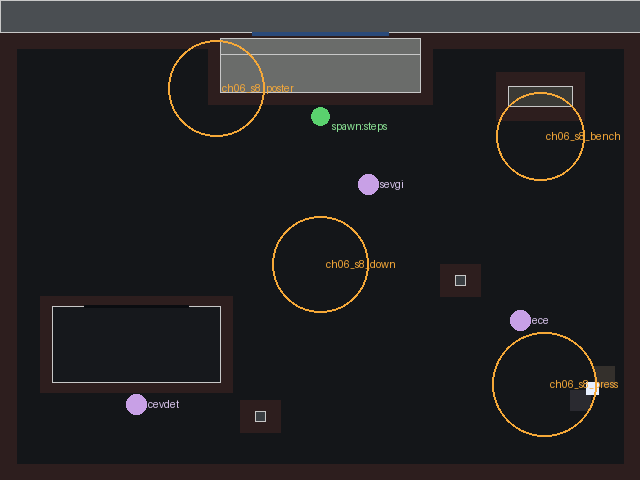 ch06_s8_poster
spawn:steps
ch06_s8_bench
sevgi
ch06_s8_down
ece
ch06_s8_press
cevdet